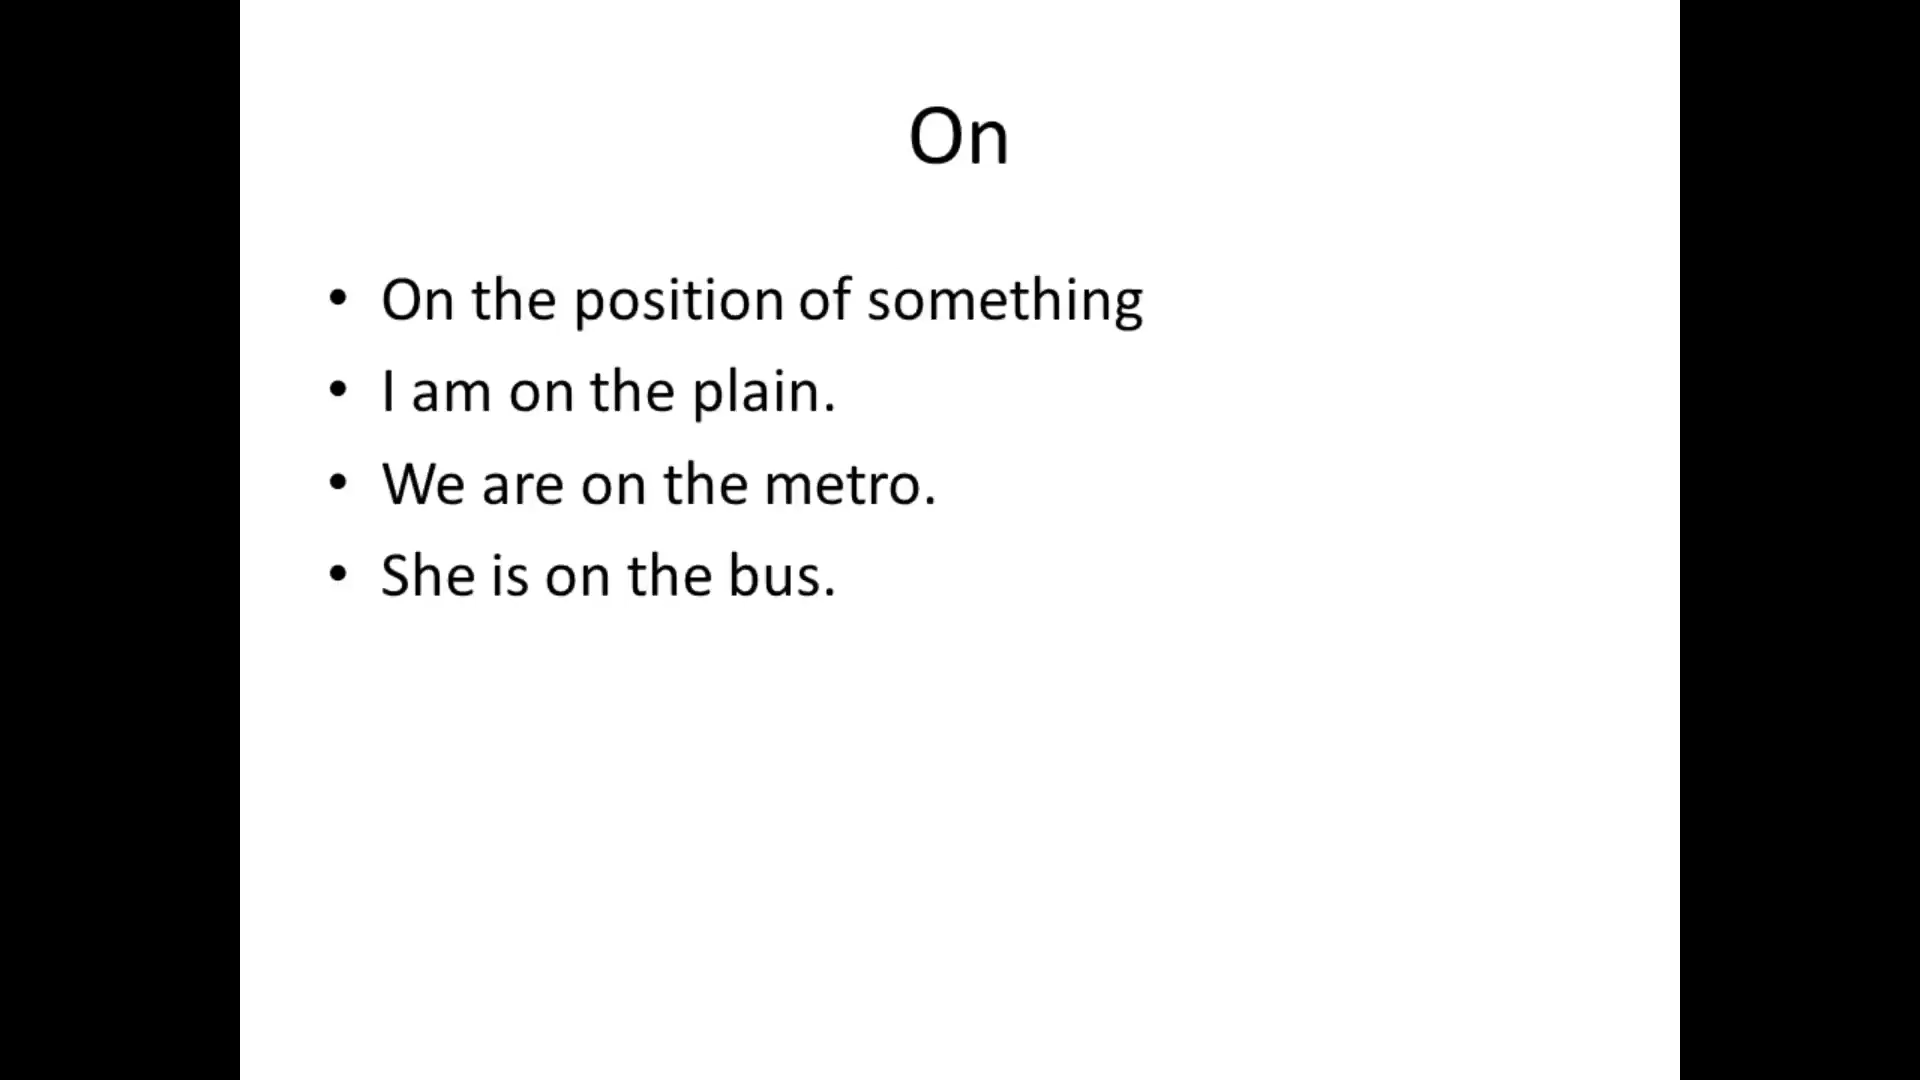 On
• On the position of something
• I am on the plain.
• We are on the metro.
• She is on the bus.